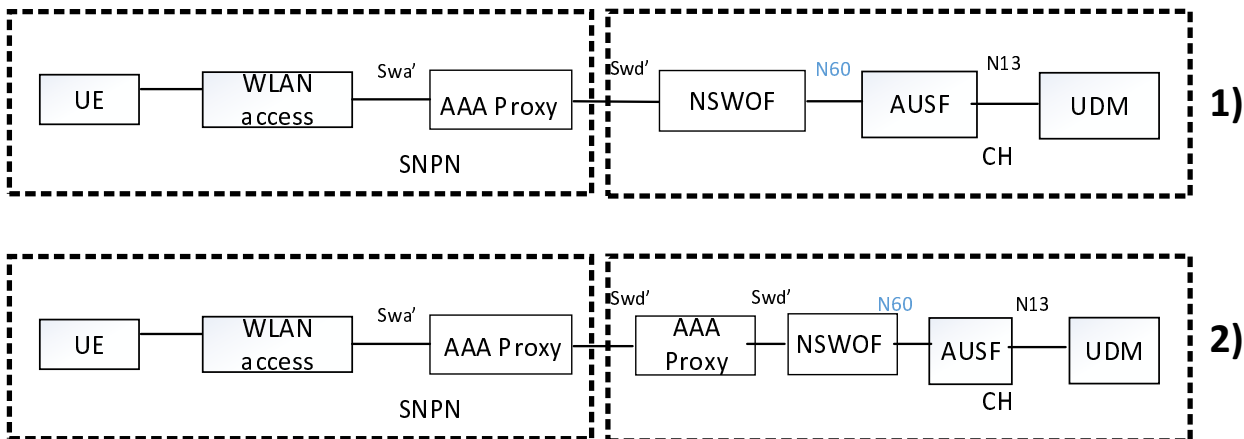 Swa’
Swd’
N60
N13
UE
WLAN
access
AAA Proxy
NSWOF
AUSF
UDM
1)
SNPN
CH
Swd’
Swd’
N60
N13
Swa’
UE
WLAN
access
AAA Proxy
AAA
Proxy
NSWOF
AUSF
UDM
2)
SNPN
CH